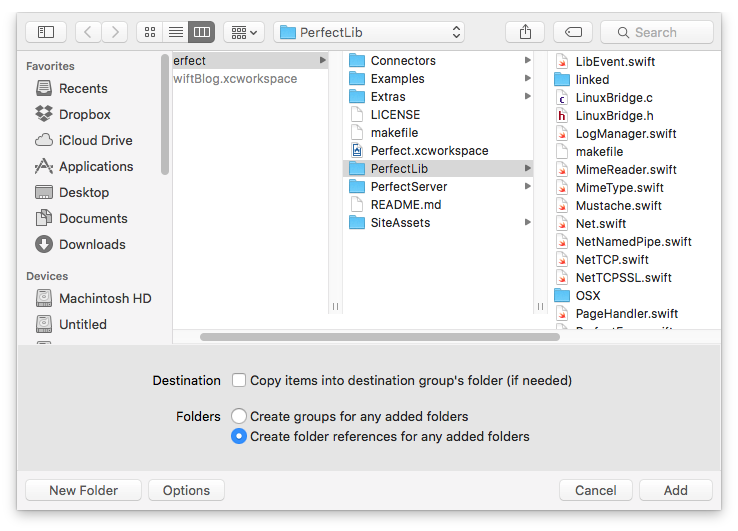 PerfectLib
Search
Favorites
Recents
Dropbox
iCloud Drive
Applications
Desktop
Documents
Downloads
Devices
Machintosh HD
Untitled
erfect
wiftBlog.xcworkspace
Connectors
Examples
Extras
LICENSE
makefile
Perfect.xcworkspace
PerfectLib
PerfectServer
README.md
SiteAssets
LibEvent.swift
linked
LinuxBridge.c
LinuxBridge.h
LogManager.swift
makefile
MimeReader.swift
MimeType.swift
Mustache.swift
Net.swift
NetNamedPipe.swift
NetTCP.swift
NetTCPSSL.swift
OSX
PageHandler.swift
Destination Copy items into destination group's folder (if needed)
Folders Create groups for any added folders
Create folder references for any added folders
New Folder Options Cancel Add